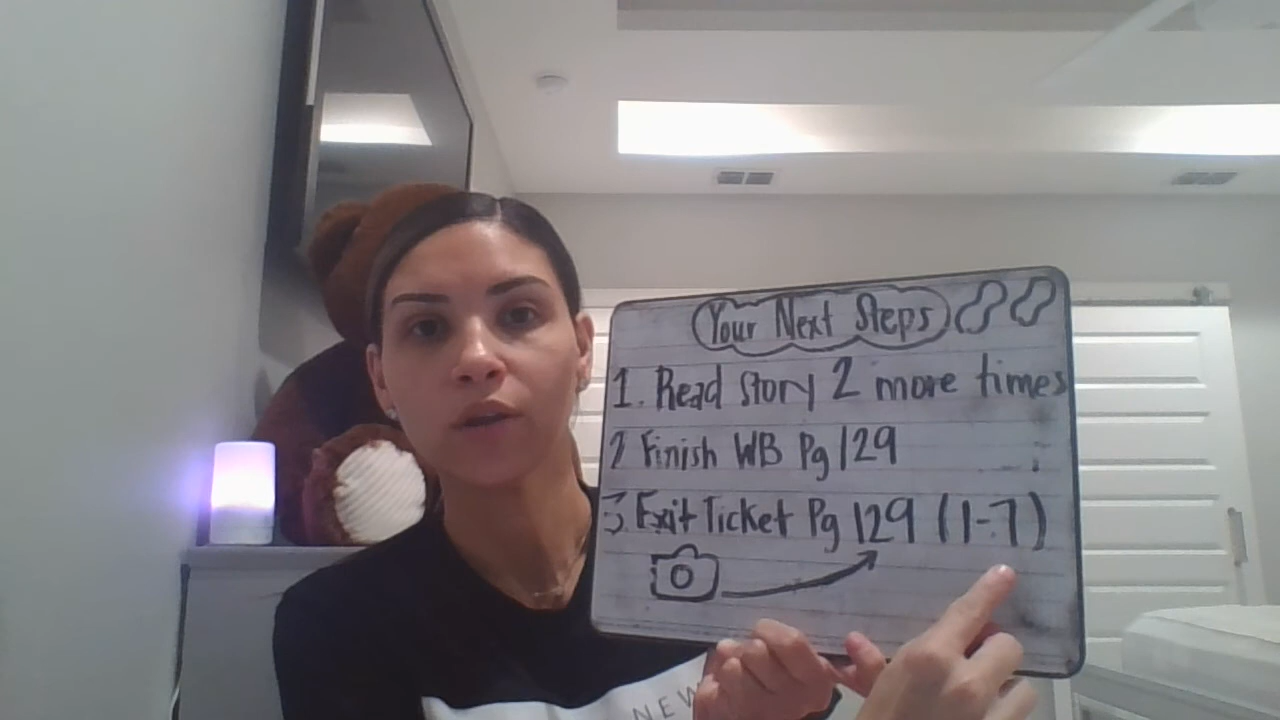 Your Next Steps
1. Read Story 2 more times
2 Finish WB Pg 129
3 Exit Ticket Pg 129 (1-7)
NEW